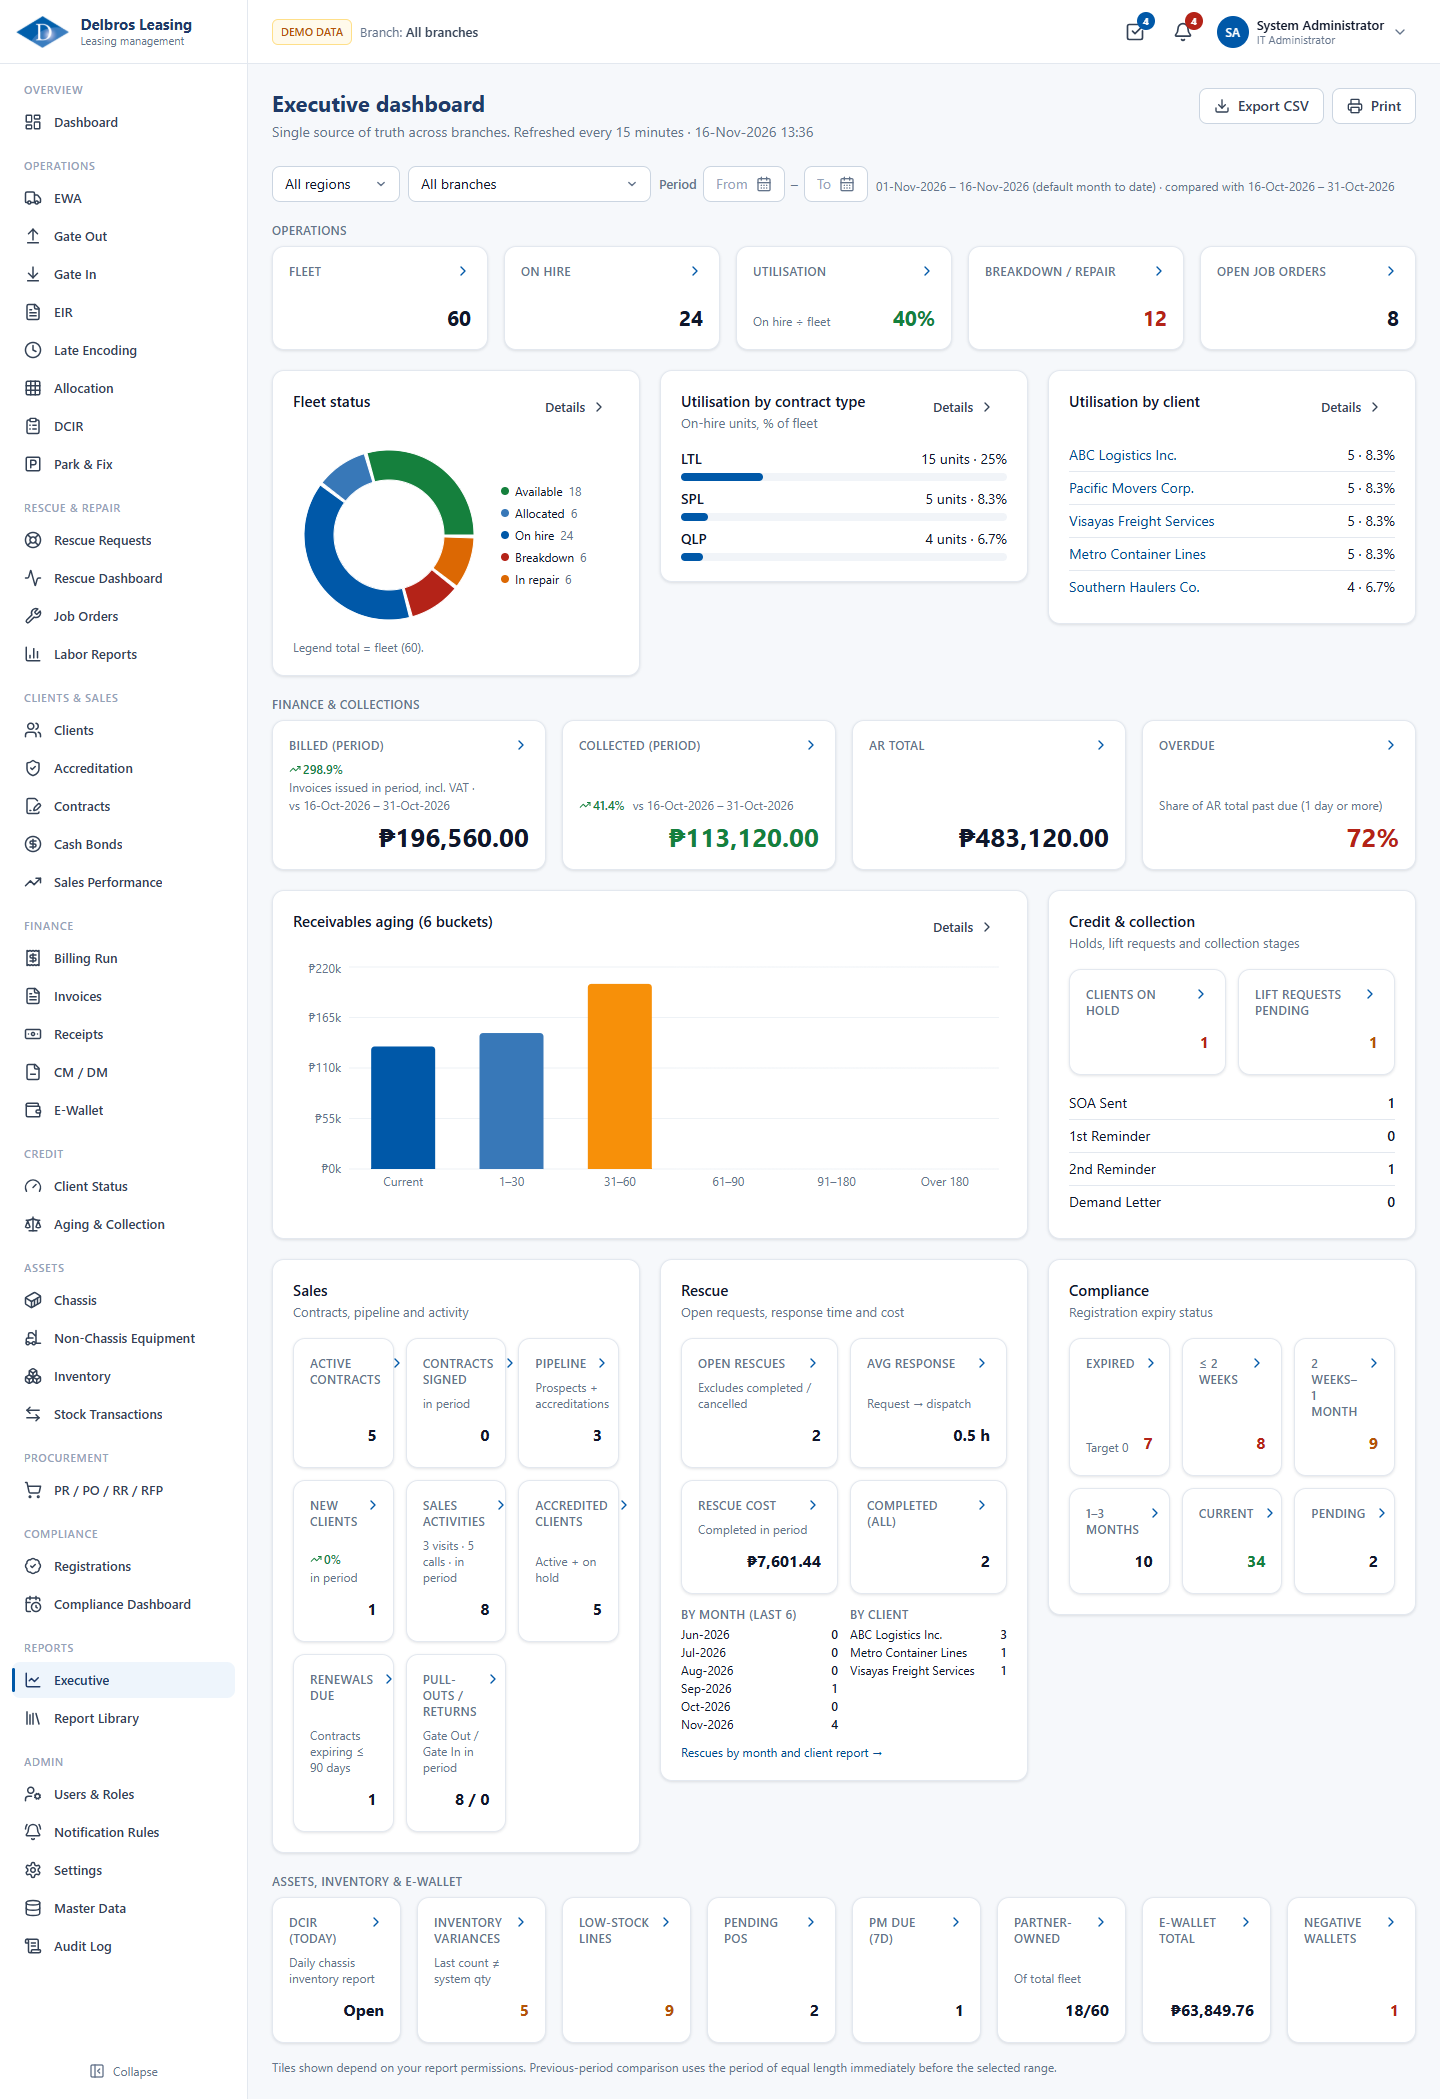 Delbros Leasing
Leasing management
DEMO DATA
Branch: All branches
4
4
SA
System Administrator
IT Administrator
OVERVIEW
Dashboard
OPERATIONS
EWA
Gate Out
Gate In
EIR
Late Encoding
Allocation
DCIR
Park & Fix
RESCUE & REPAIR
Rescue Requests
Rescue Dashboard
Job Orders
Labor Reports
CLIENTS & SALES
Clients
Accreditation
Contracts
Cash Bonds
Sales Performance
FINANCE
Billing Run
Invoices
Receipts
CM / DM
E-Wallet
CREDIT
Client Status
Aging & Collection
ASSETS
Chassis
Non-Chassis Equipment
Inventory
Stock Transactions
PROCUREMENT
PR / PO / RR / RFP
COMPLIANCE
Registrations
Compliance Dashboard
REPORTS
Executive
Report Library
ADMIN
Users & Roles
Notification Rules
Settings
Master Data
Audit Log
Collapse
Executive dashboard
Single source of truth across branches. Refreshed every 15 minutes · 16-Nov-2026 13:36
Export CSV
Print
All regions
All branches
Period
From
–
To
01-Nov-2026 – 16-Nov-2026 (default month to date) · compared with 16-Oct-2026 – 31-Oct-2026
OPERATIONS
FLEET
60
ON HIRE
24
UTILISATION
On hire ÷ fleet
40%
BREAKDOWN / REPAIR
12
OPEN JOB ORDERS
8
Fleet status
Details
Available 18
Allocated 6
On hire 24
Breakdown 6
In repair 6
Legend total = fleet (60).
Utilisation by contract type
On-hire units, % of fleet
Details
LTL 15 units · 25%
SPL 5 units · 8.3%
QLP 4 units · 6.7%
Utilisation by client
Details
ABC Logistics Inc. 5 · 8.3%
Pacific Movers Corp. 5 · 8.3%
Visayas Freight Services 5 · 8.3%
Metro Container Lines 5 · 8.3%
Southern Haulers Co. 4 · 6.7%
FINANCE & COLLECTIONS
BILLED (PERIOD)
298.9%
Invoices issued in period, incl. VAT ·
vs 16-Oct-2026 – 31-Oct-2026
₱196,560.00
COLLECTED (PERIOD)
41.4% vs 16-Oct-2026 – 31-Oct-2026
₱113,120.00
AR TOTAL
₱483,120.00
OVERDUE
Share of AR total past due (1 day or more)
72%
Receivables aging (6 buckets)
Details
₱220k
₱165k
₱110k
₱55k
₱0k
Current 1–30 31–60 61–90 91–180 Over 180
Credit & collection
Holds, lift requests and collection stages
CLIENTS ON
HOLD
1
LIFT REQUESTS
PENDING
1
SOA Sent 1
1st Reminder 0
2nd Reminder 1
Demand Letter 0
Sales
Contracts, pipeline and activity
ACTIVE
CONTRACTS
5
CONTRACTS
SIGNED
in period
0
PIPELINE
Prospects +
accreditations
3
NEW
CLIENTS
0%
in period
1
SALES
ACTIVITIES
3 visits · 5
calls · in
period
8
ACCREDITED
CLIENTS
Active + on
hold
5
RENEWALS
DUE
Contracts
expiring ≤
90 days
1
PULL-
OUTS /
RETURNS
Gate Out /
Gate In in
period
8 / 0
Rescue
Open requests, response time and cost
OPEN RESCUES
Excludes completed /
cancelled
2
AVG RESPONSE
Request → dispatch
0.5 h
RESCUE COST
Completed in period
₱7,601.44
COMPLETED
(ALL)
2
BY MONTH (LAST 6)
Jun-2026 0
Jul-2026 0
Aug-2026 0
Sep-2026 1
Oct-2026 0
Nov-2026 4
BY CLIENT
ABC Logistics Inc. 3
Metro Container Lines 1
Visayas Freight Services 1
Rescues by month and client report →
Compliance
Registration expiry status
EXPIRED
Target 0 7
≤ 2
WEEKS
8
2
WEEKS–
1
MONTH
9
1–3
MONTHS
10
CURRENT
34
PENDING
2
ASSETS, INVENTORY & E-WALLET
DCIR
(TODAY)
Daily chassis
inventory report
Open
INVENTORY
VARIANCES
Last count ≠
system qty
5
LOW-STOCK
LINES
9
PENDING
POS
2
PM DUE
(7D)
1
PARTNER-
OWNED
Of total fleet
18/60
E-WALLET
TOTAL
₱63,849.76
NEGATIVE
WALLETS
1
Tiles shown depend on your report permissions. Previous-period comparison uses the period of equal length immediately before the selected range.